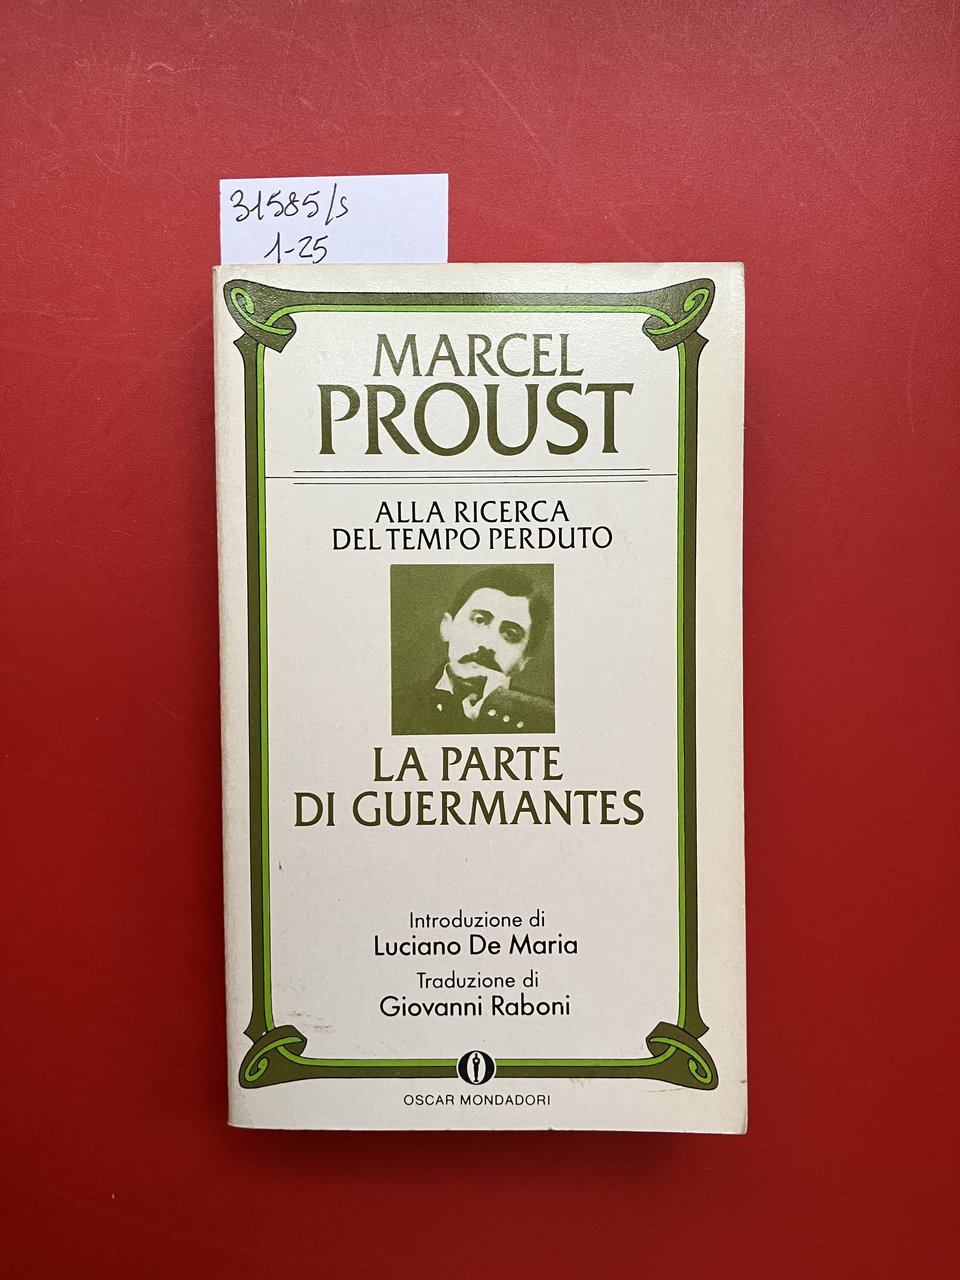 31585/s
1-25
MARCEL
PROUST
ALLA RICERCA
DEL TEMPO PERDUTO
LA PARTE
DI GUERMANTES
Introduzione di
Luciano De Maria
Traduzione di
Giovanni Raboni
OSCAR MONDADORI